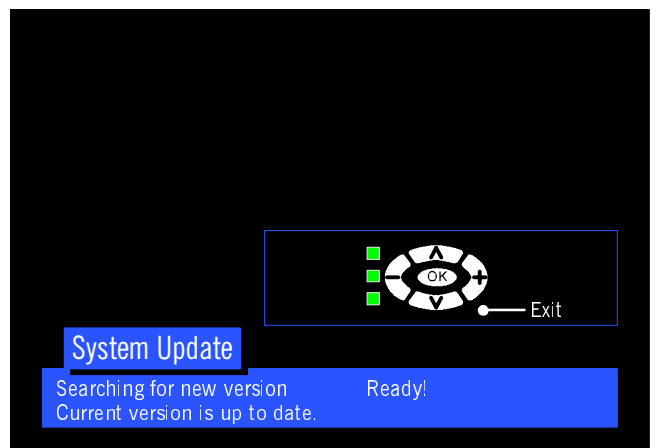 OK
Exit
System Update
Searching for new version Ready!
Current version is up to date.